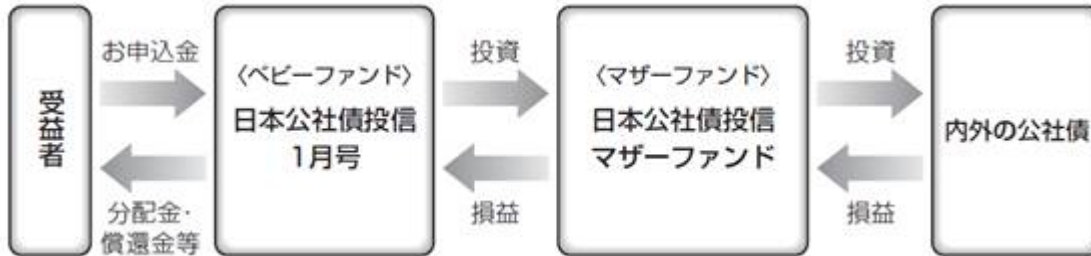 受益者
お申込金
分配金・
償還金等
〈ベビーファンド〉
日本公社債投信
1月号
投資
損益
〈マザーファンド〉
日本公社債投信
マザーファンド
投資
損益
内外の公社債